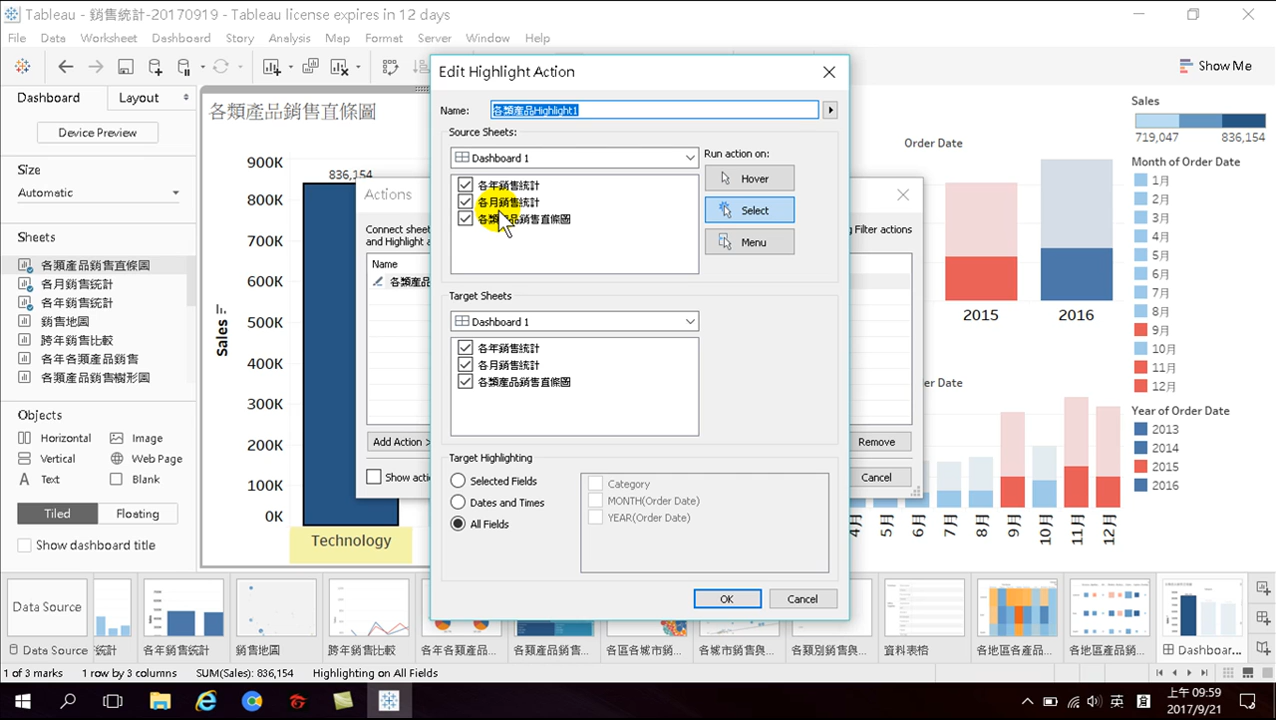 Tableau - 銷售統計-20170919 - Tableau license expires in 12 days
File Data Worksheet Dashboard Story Analysis Map Format Server Window Help
Show Me
Dashboard Layout
Device Preview
Size
Automatic
Sheets
各類產品銷售直條圖
各月銷售統計
各年銷售統計
銷售地圖
跨年銷售比較
各年各類產品銷售
各類產品銷售樹形圖
Objects
Horizontal Image
Vertical Web Page
Text Blank
Tiled Floating
Show dashboard title
各類產品銷售直條圖
836,154
900K
800K
700K
600K
500K
400K
300K
200K
100K
0K
Sales
Technology
Actions
Connect sheet
and Highlight a
Name
各類產品
Add Action >
Show actio
g Filter actions
Remove
Cancel
Edit Highlight Action
Name: 各類產品Highlight1
Source Sheets:
Dashboard 1
各年銷售統計
各月銷售統計
各類產品銷售直條圖
Run action on:
Hover
Select
Menu
Target Sheets
Dashboard 1
各年銷售統計
各月銷售統計
各類產品銷售直條圖
Target Highlighting
Selected Fields
Dates and Times
All Fields
Category
MONTH(Order Date)
YEAR(Order Date)
OK Cancel
Order Date
2015 2016
der Date
4月 5月 6月 7月 8月 9月 10月 11月 12月
Sales
719,047 836,154
Month of Order Date
1月
2月
3月
4月
5月
6月
7月
8月
9月
10月
11月
12月
Year of Order Date
2013
2014
2015
2016
Data Source
Data Source 統計 各年銷售統計 銷售地圖 跨年銷售比較 各年各類產品... 各類產品銷... 各區各城市銷... 各城市銷售與... 各類別銷售與... 資料表格 各地區各產品... 各地區產品銷... Dashboar...
1 of 3 marks 1 row by 3 columns SUM(Sales): 836,154 Highlighting on All Fields
英 上午 09:59
2017/9/21